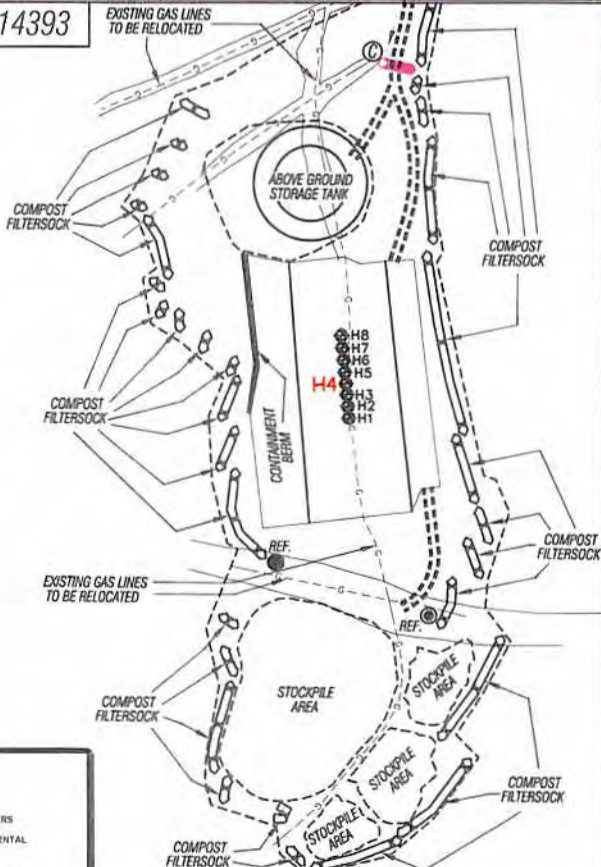 14393
EXISTING GAS LINES
TO BE RELOCATED
C
ABOVE GROUND
STORAGE TANK
COMPOST
FILTERSOCK
COMPOST
FILTERSOCK
H8
H7
H6
H5
H4
H3
H2
H1
CONTAINMENT
BERM
COMPOST
FILTERSOCK
REF.
COMPOST
FILTERSOCK
EXISTING GAS LINES
TO BE RELOCATED
REF.
STOCKPILE
AREA
STOCKPILE
AREA
COMPOST
FILTERSOCK
STOCKPILE
AREA
COMPOST
FILTERSOCK
STOCKPILE
AREA
COMPOST
FILTERSOCK
RS
ENTAL